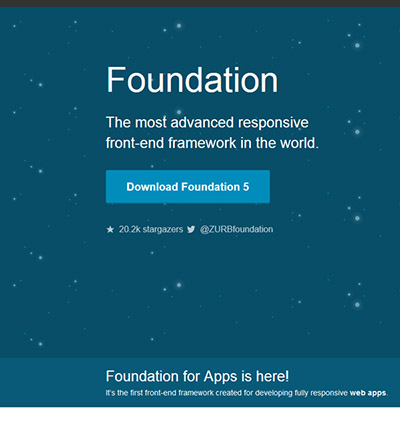 Foundation
The most advanced responsive
front-end framework in the world.
Download Foundation 5
20.2k stargazers @ZURBfoundation
Foundation for Apps is here!
It's the first front-end framework created for developing fully responsive web apps.